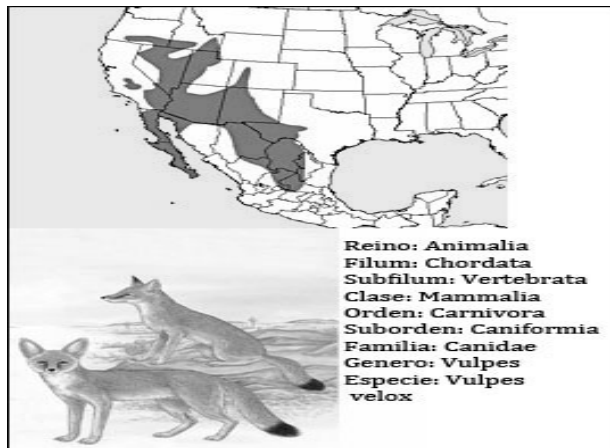 Reino: Animalia
Filum: Chordata
Subfilum: Vertebrata
Clase: Mammalia
Orden: Carnivora
Suborden: Caniformia
Familia: Canidae
Genero: Vulpes
Especie: Vulpes
velox